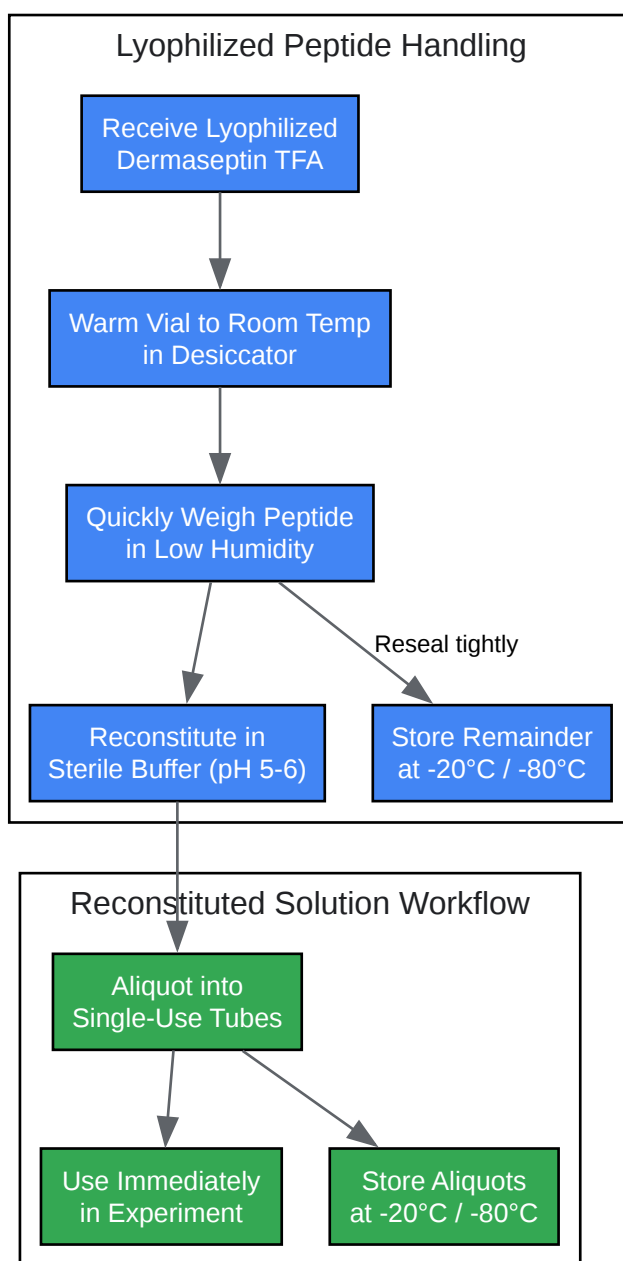 Lyophilized Peptide Handling
Receive Lyophilized
Dermaseptin TFA
Warm Vial to Room Temp
in Desiccator
Quickly Weigh Peptide
in Low Humidity
Reseal tightly
Reconstitute in
Sterile Buffer (pH 5-6)
Store Remainder
at -20°C / -80°C
Reconstituted Solution Workflow
Aliquot into
Single-Use Tubes
Use Immediately
in Experiment
Store Aliquots
at -20°C / -80°C